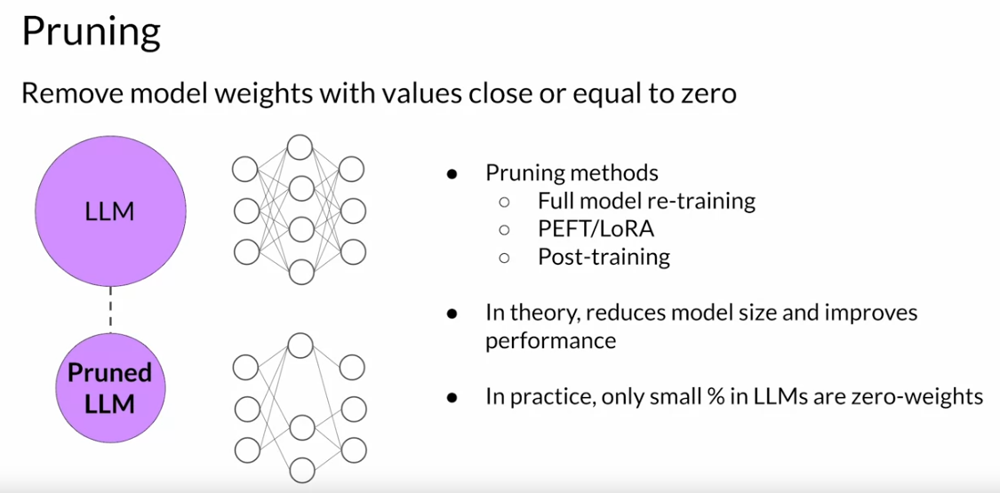 Pruning
Remove model weights with values close or equal to zero
LLM
Pruned
LLM
● Pruning methods
○ Full model re-training
○ PEFT/LoRA
○ Post-training
● In theory, reduces model size and improves
performance
● In practice, only small % in LLMs are zero-weights